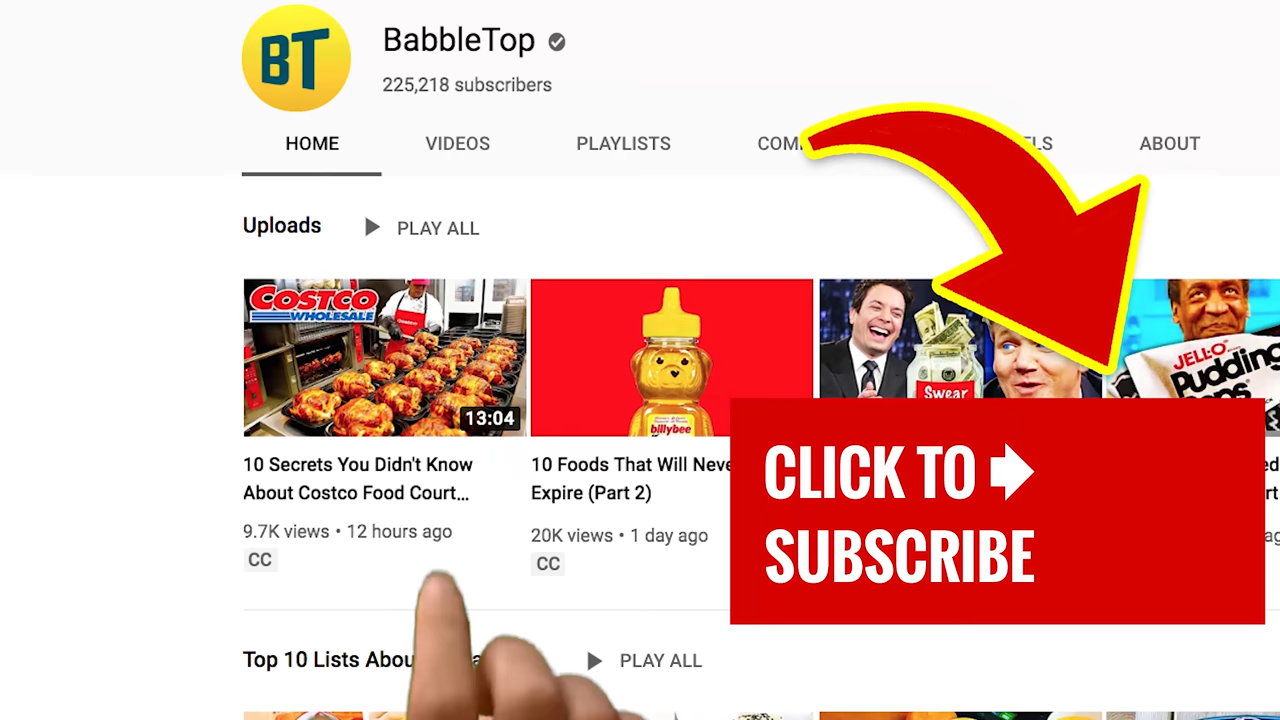 BT
BabbleTop
225,218 subscribers
HOME
VIDEOS
PLAYLISTS
ABOUT
Uploads
PLAY ALL
COSTCO
WHOLESALE
13:04
billybee
Swear
JELL-O
Pudding
10 Secrets You Didn't Know
About Costco Food Court...
9.7K views • 12 hours ago
CC
10 Foods That Will Never
Expire (Part 2)
20K views • 1 day ago
CC
CLICK TO
SUBSCRIBE
Top 10 Lists
PLAY ALL